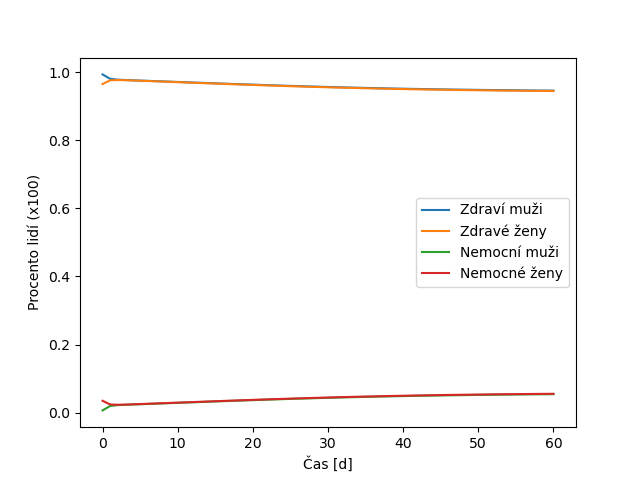 1.0
0.8
0.6
0.4
0.2
0.0
Procento lidí (x100)
Zdraví muži
Zdravé ženy
Nemocní muži
Nemocné ženy
0 10 20 30 40 50 60
Čas [d]